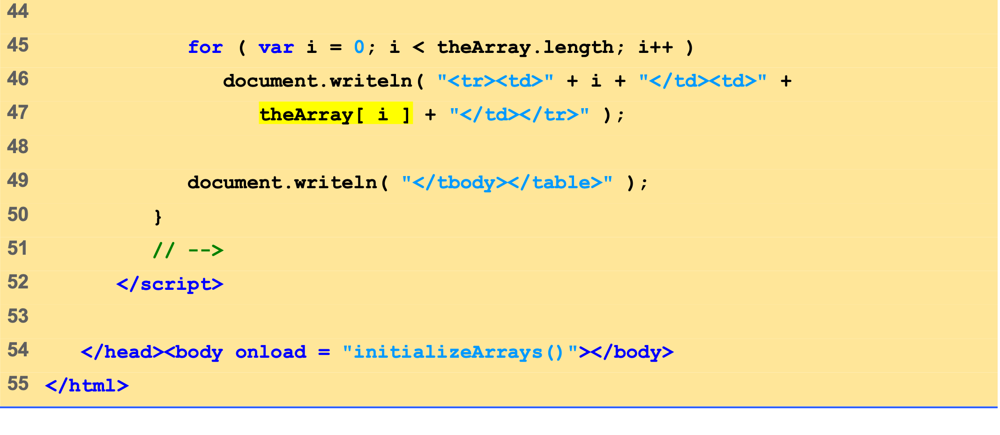 44
45 for ( var i = 0; i < theArray.length; i++ )
46 document.writeln( "<tr><td>" + i + "</td><td>" +
47 theArray[ i ] + "</td></tr>" );
48
49 document.writeln( "</tbody></table>" );
50 }
51 // -->
52 </script>
53
54 </head><body onload = "initializeArrays()"></body>
55 </html>